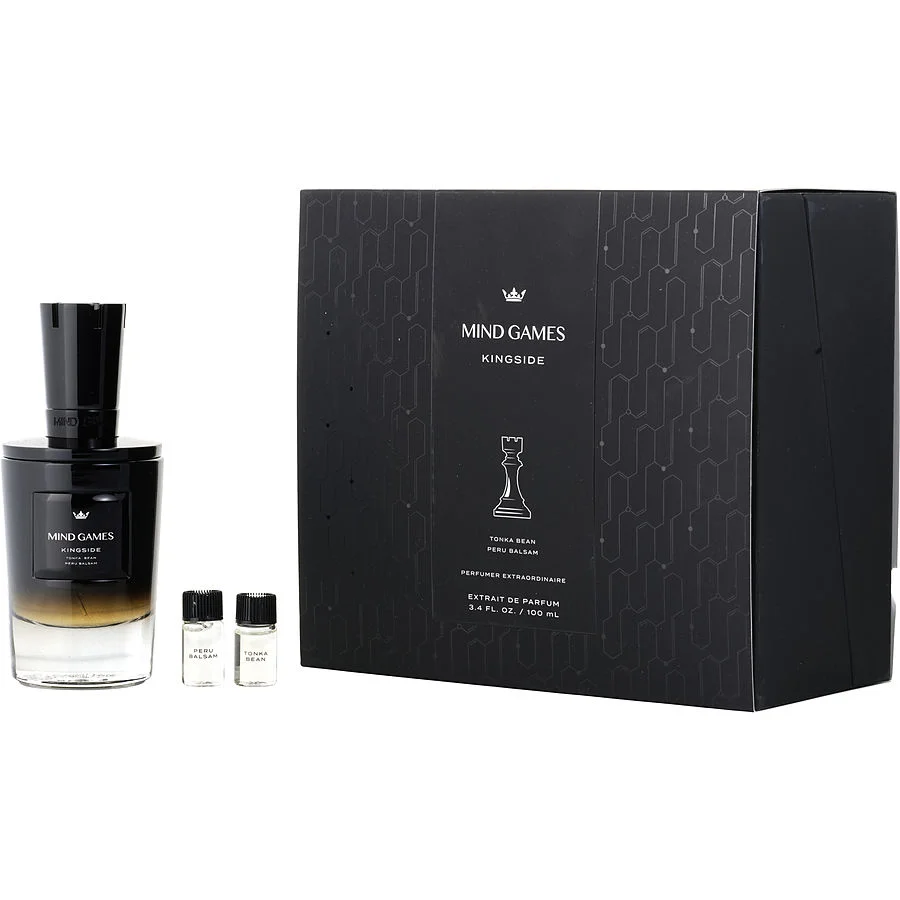 MIND GAMES
KINGSIDE
TONKA BEAN
PERU BALSAM
PERU
BALSAM
TONKA
BEAN
MIND GAMES
KINGSIDE
TONKA BEAN
PERU BALSAM
PERFUMER EXTRAORDINAIRE
EXTRAIT DE PARFUM
3.4 FL. OZ. / 100 mL